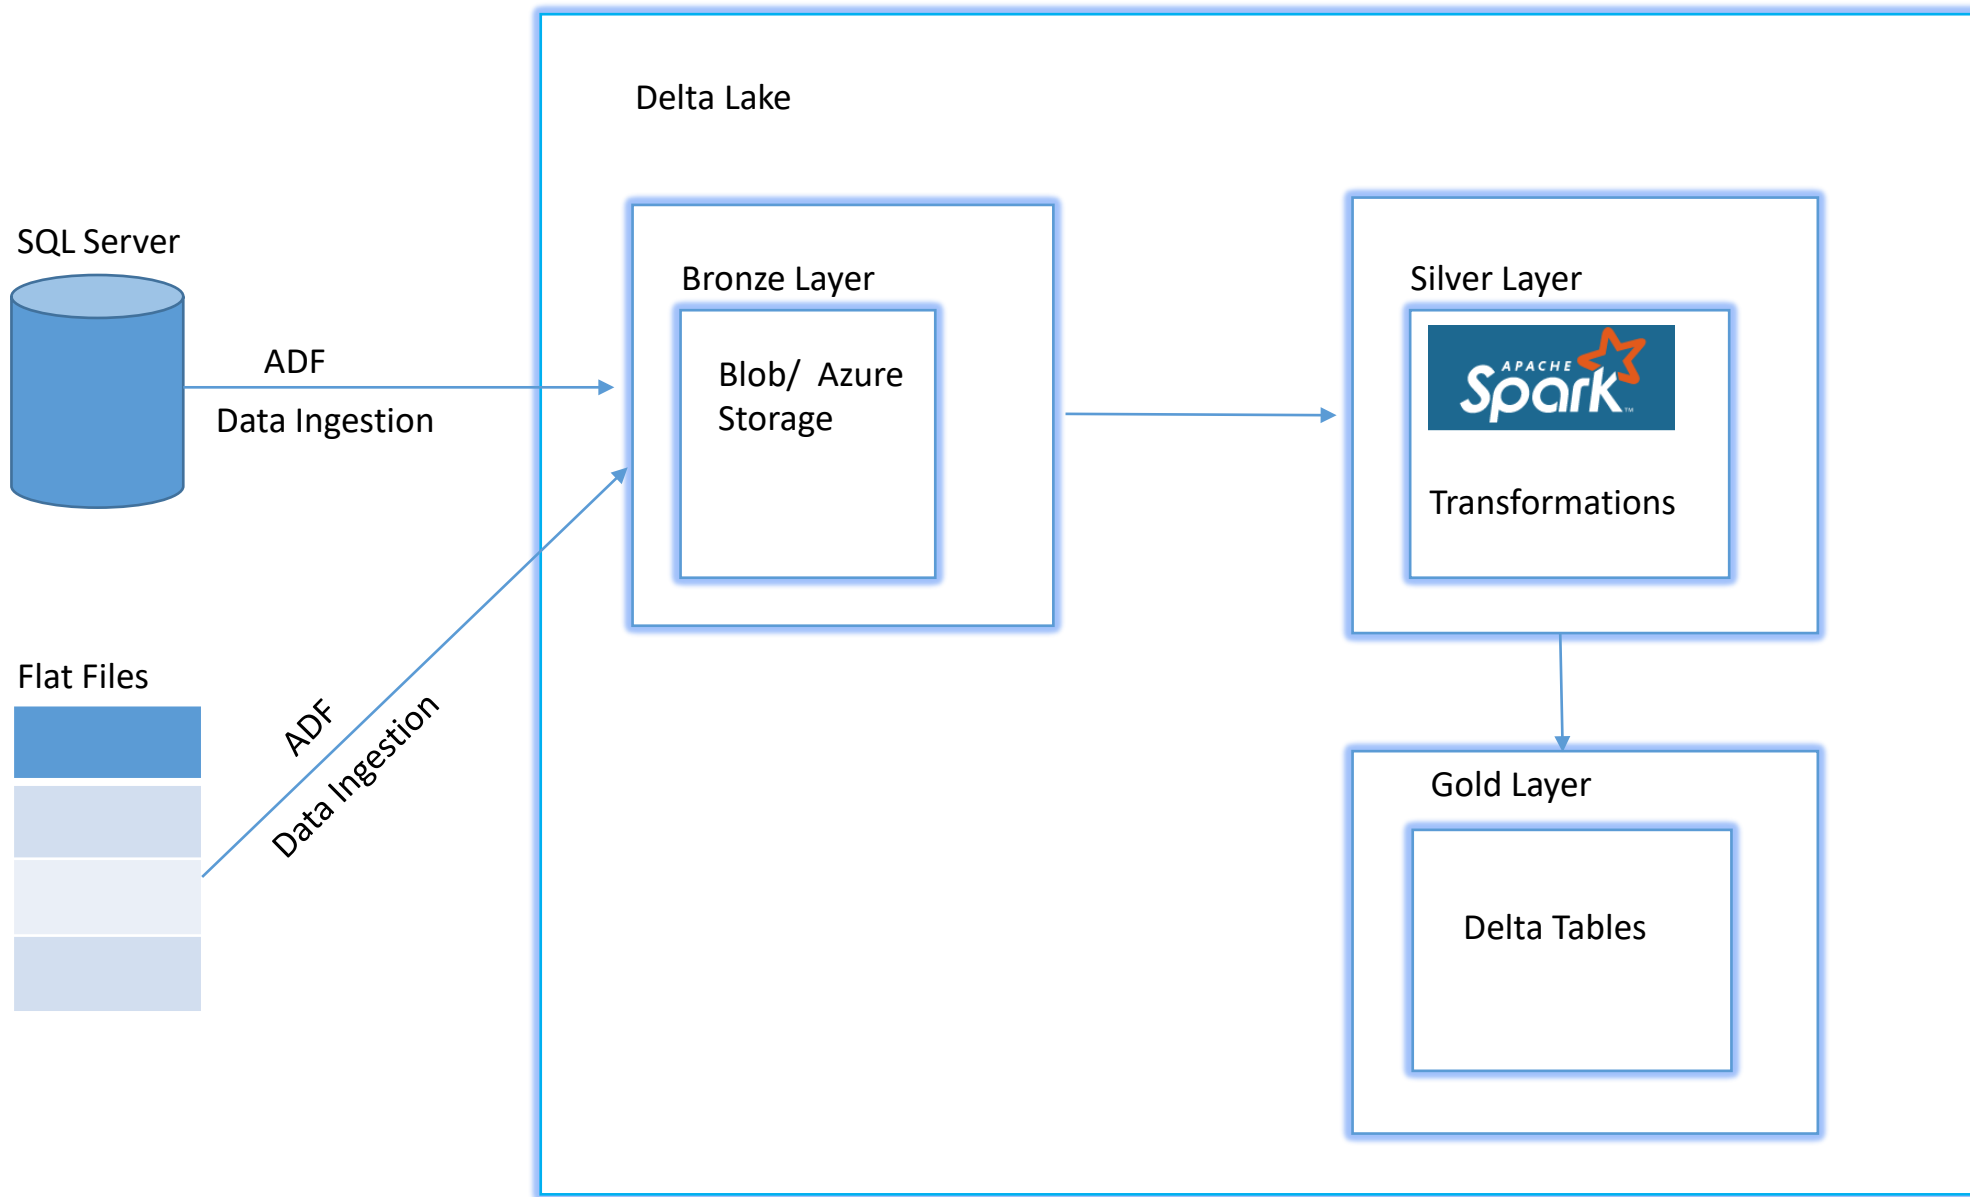 Delta Lake
SQL Server
ADF
Data Ingestion
Bronze Layer
Blob/ Azure
Storage
Silver Layer
APACHE
Spark™
Transformations
Flat Files
ADF
Data Ingestion
Gold Layer
Delta Tables